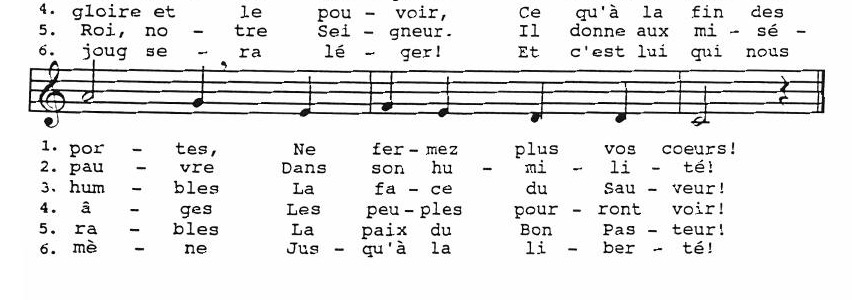 4. gloire et le pou - voir, Ce qu'à la fin des
5. Roi, no - tre Sei - gneur. Il donne aux mi - sé -
6. joug se - ra lé - ger! Et c'est lui qui nous
1. por - tes, Ne fer - mez plus vos coeurs!
2. pau - vre Dans son hu - mi - li - té!
3. hum - bles La fa - ce du Sau - veur!
4. â - ges Les peu - ples pour - ront voir!
5. ra - bles La paix du Bon Pas - teur!
6. mè - ne Jus - qu'à la li - ber - té!